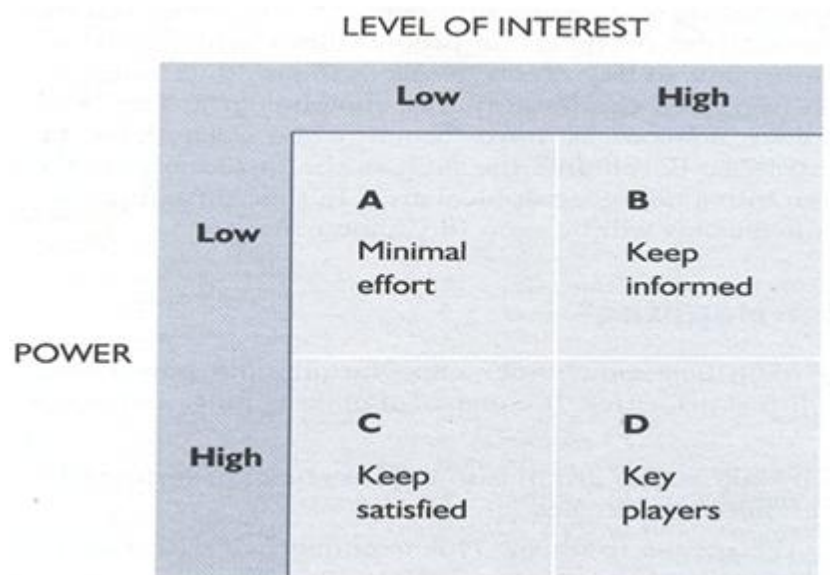 LEVEL OF INTEREST
Low High
A B
Low
Minimal effort
Keep informed
POWER
C D
High
Keep satisfied
Key players